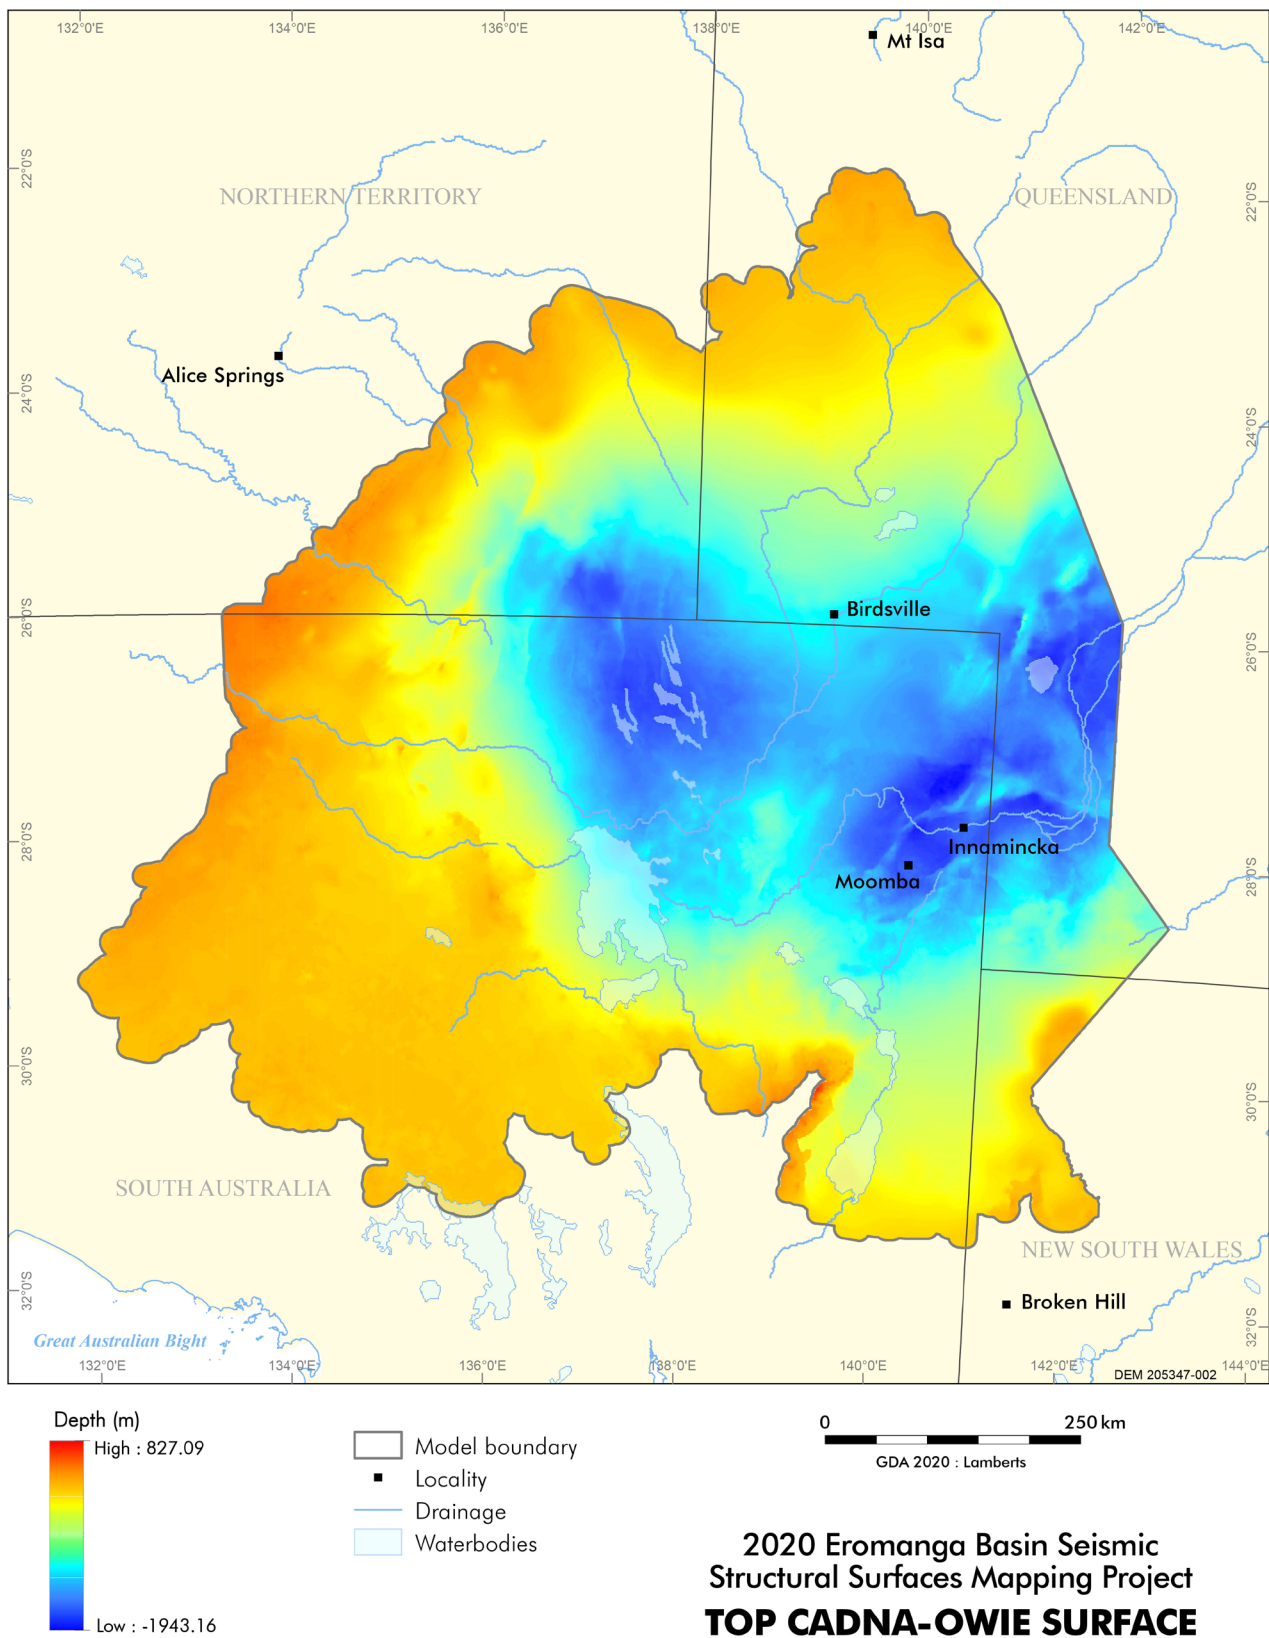 132°0'E 134°0'E 136°0'E 138°0'E 140°0'E 142°0'E
Mt Isa
22°0'S
22°0'S
NORTHERN TERRITORY
QUEENSLAND
Alice Springs
24°0'S
24°0'S
Birdsville
26°0'S
26°0'S
28°0'S
28°0'S
Innamincka
Moomba
30°0'S
30°0'S
SOUTH AUSTRALIA
NEW SOUTH WALES
32°0'S
32°0'S
Broken Hill
Great Australian Bight
132°0'E 134°0'E 136°0'E 138°0'E 140°0'E 142°0'E 144°0'E
DEM 205347-002
Depth (m)
High : 827.09
Low : -1943.16
Model boundary
Locality
Drainage
Waterbodies
0 250 km
GDA 2020 : Lamberts
2020 Eromanga Basin Seismic
Structural Surfaces Mapping Project
TOP CADNA-OWIE SURFACE